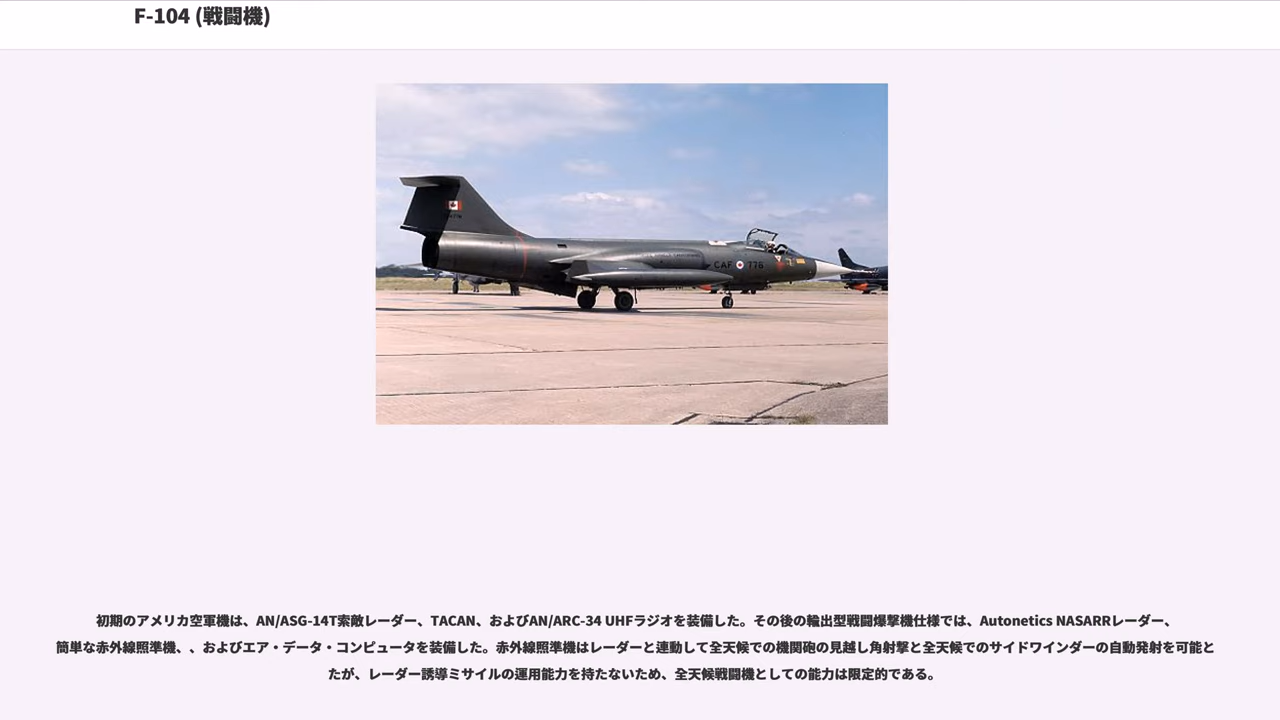 F-104 (戦闘機)
CAF 776
初期のアメリカ空軍機は、AN/ASG-14T索敵レーダー、TACAN、およびAN/ARC-34 UHFラジオを装備した。その後の輸出型戦闘爆撃機仕様では、Autonetics NASARRレーダー、
簡単な赤外線照準機、、およびエア・データ・コンピュータを装備した。赤外線照準機はレーダーと連動して全天候での機関砲の見越し角射撃と全天候でのサイドワインダーの自動発射を可能と
たが、レーダー誘導ミサイルの運用能力を持たないため、全天候戦闘機としての能力は限定的である。